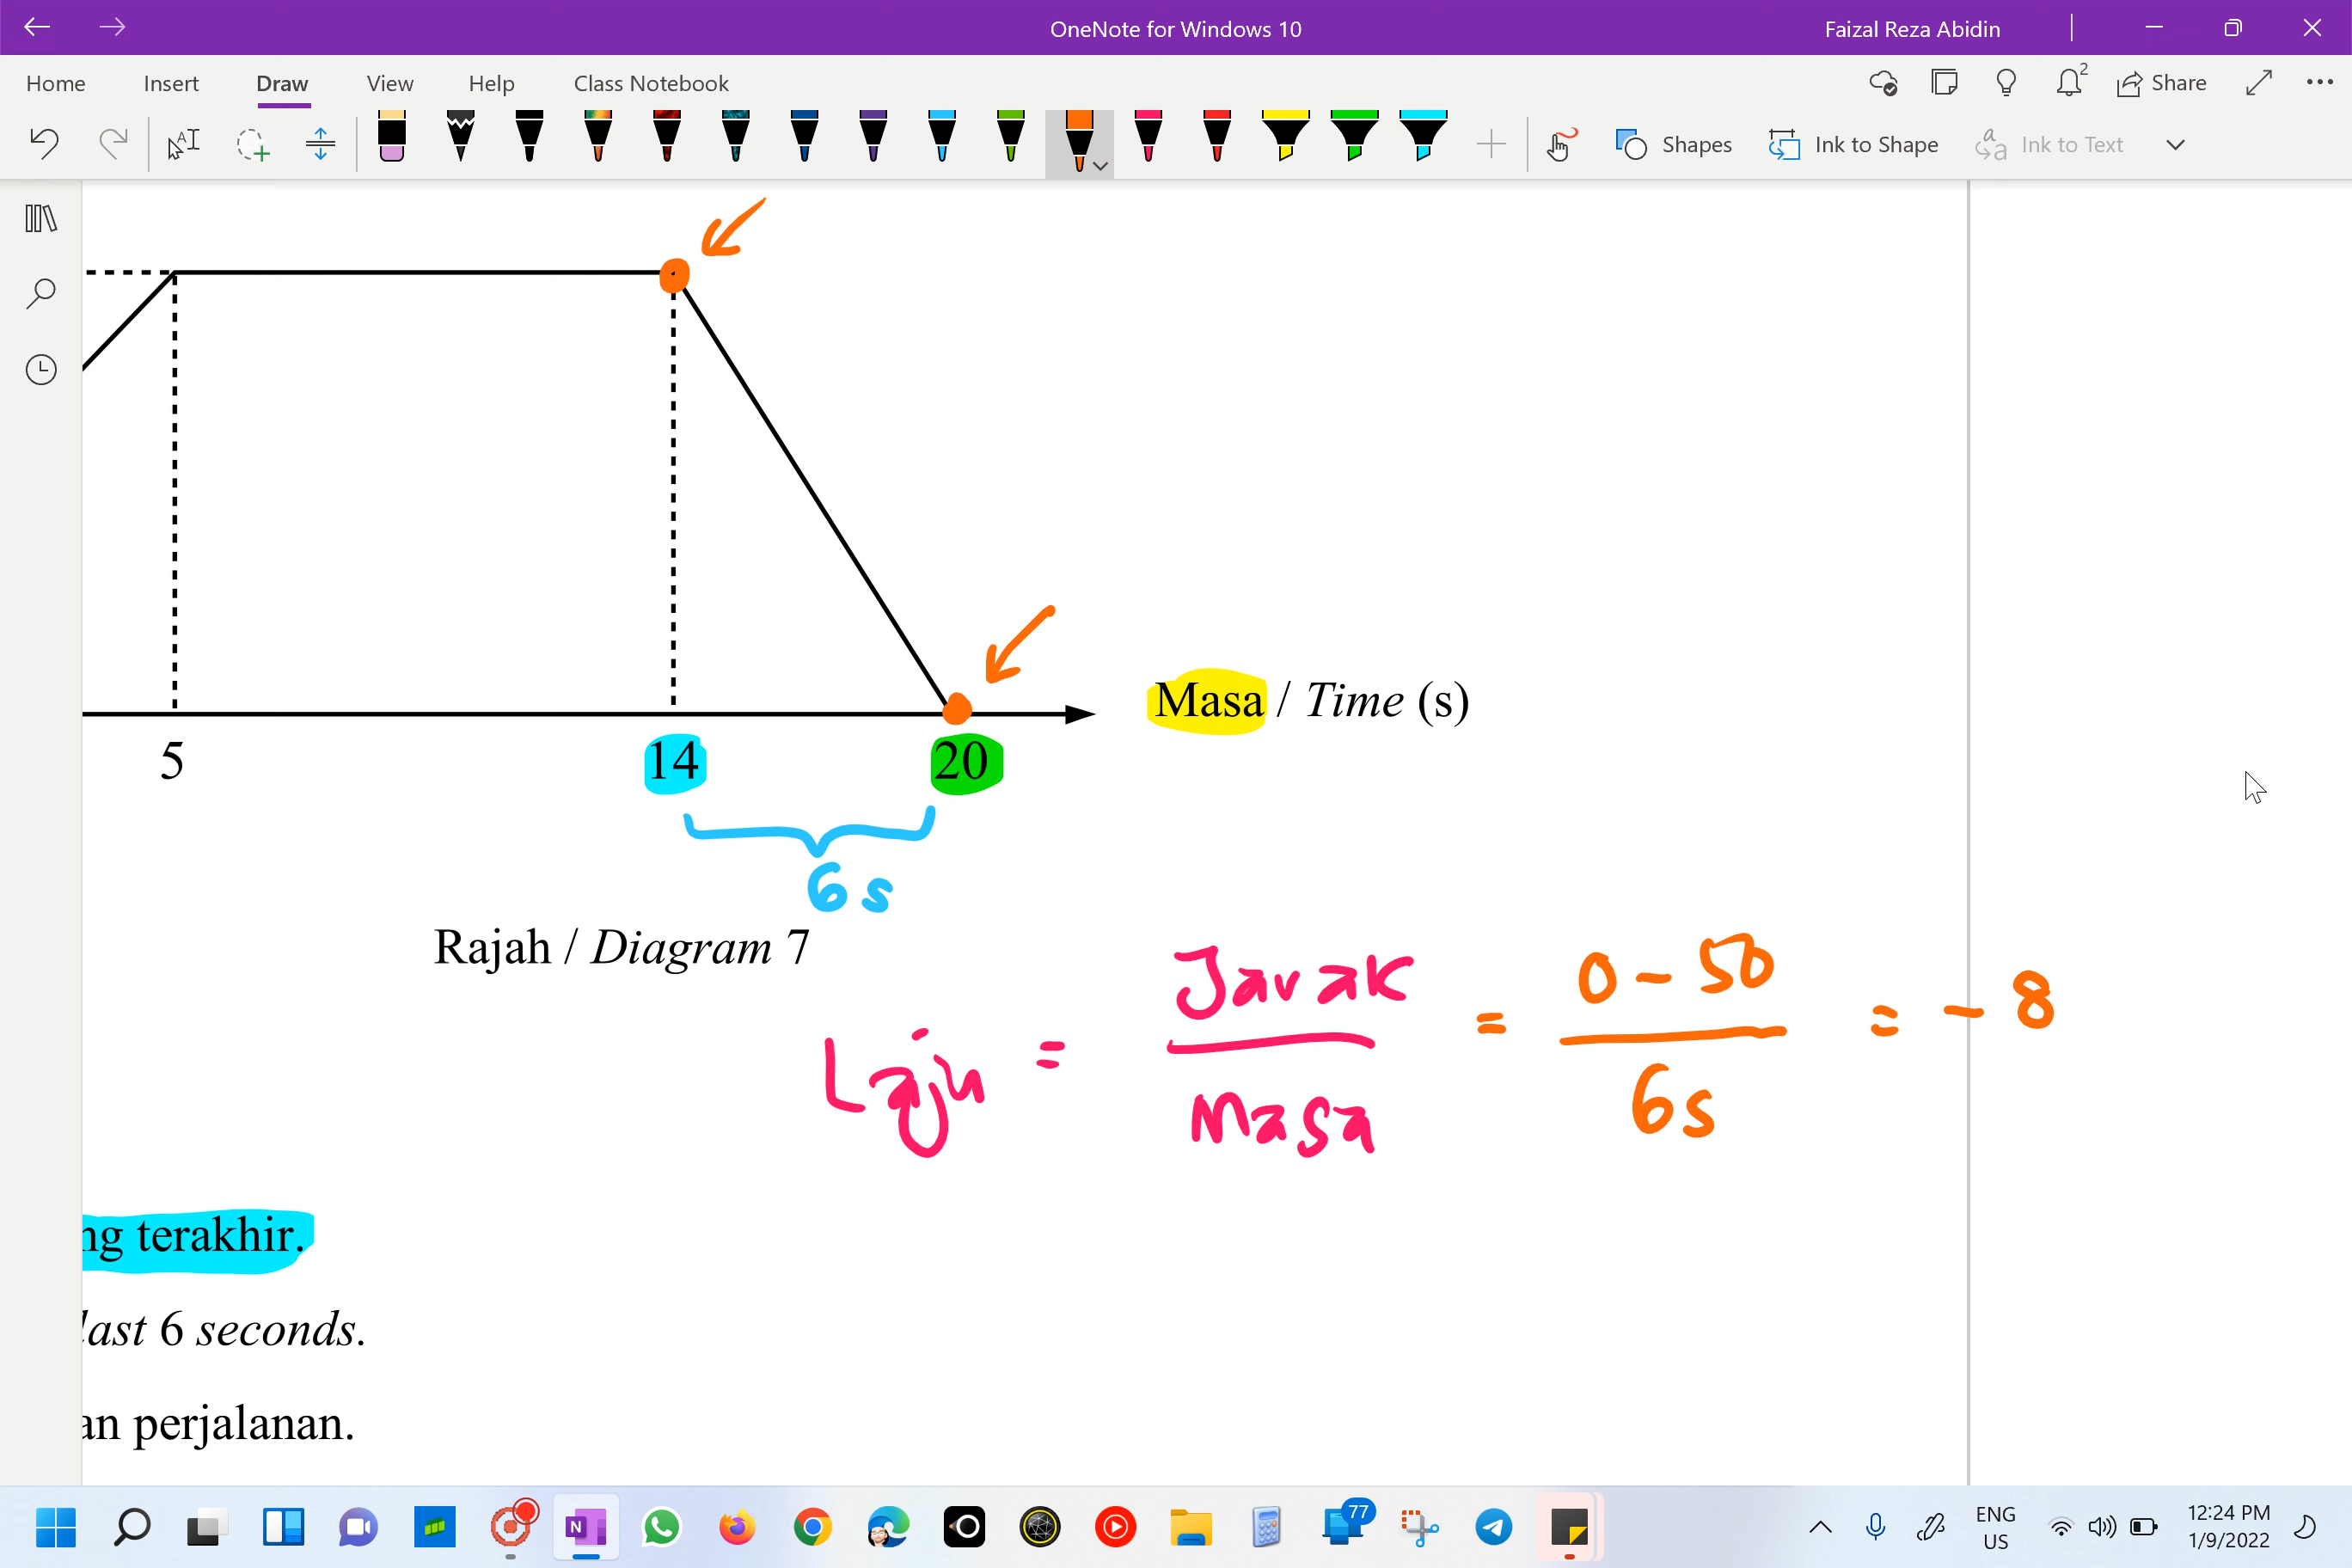 OneNote for Windows 10
Faizal Reza Abidin
Home Insert Draw View Help Class Notebook
2
Share
Shapes
Ink to Shape
Ink to Text
Masa / Time (s)
5 14 20
6 s
Rajah / Diagram 7
Laju = Jarak / Masa = 0 - 50 / 6s = - 8
ng terakhir.
last 6 seconds.
an perjalanan.
77
ENG
US
12:24 PM
1/9/2022